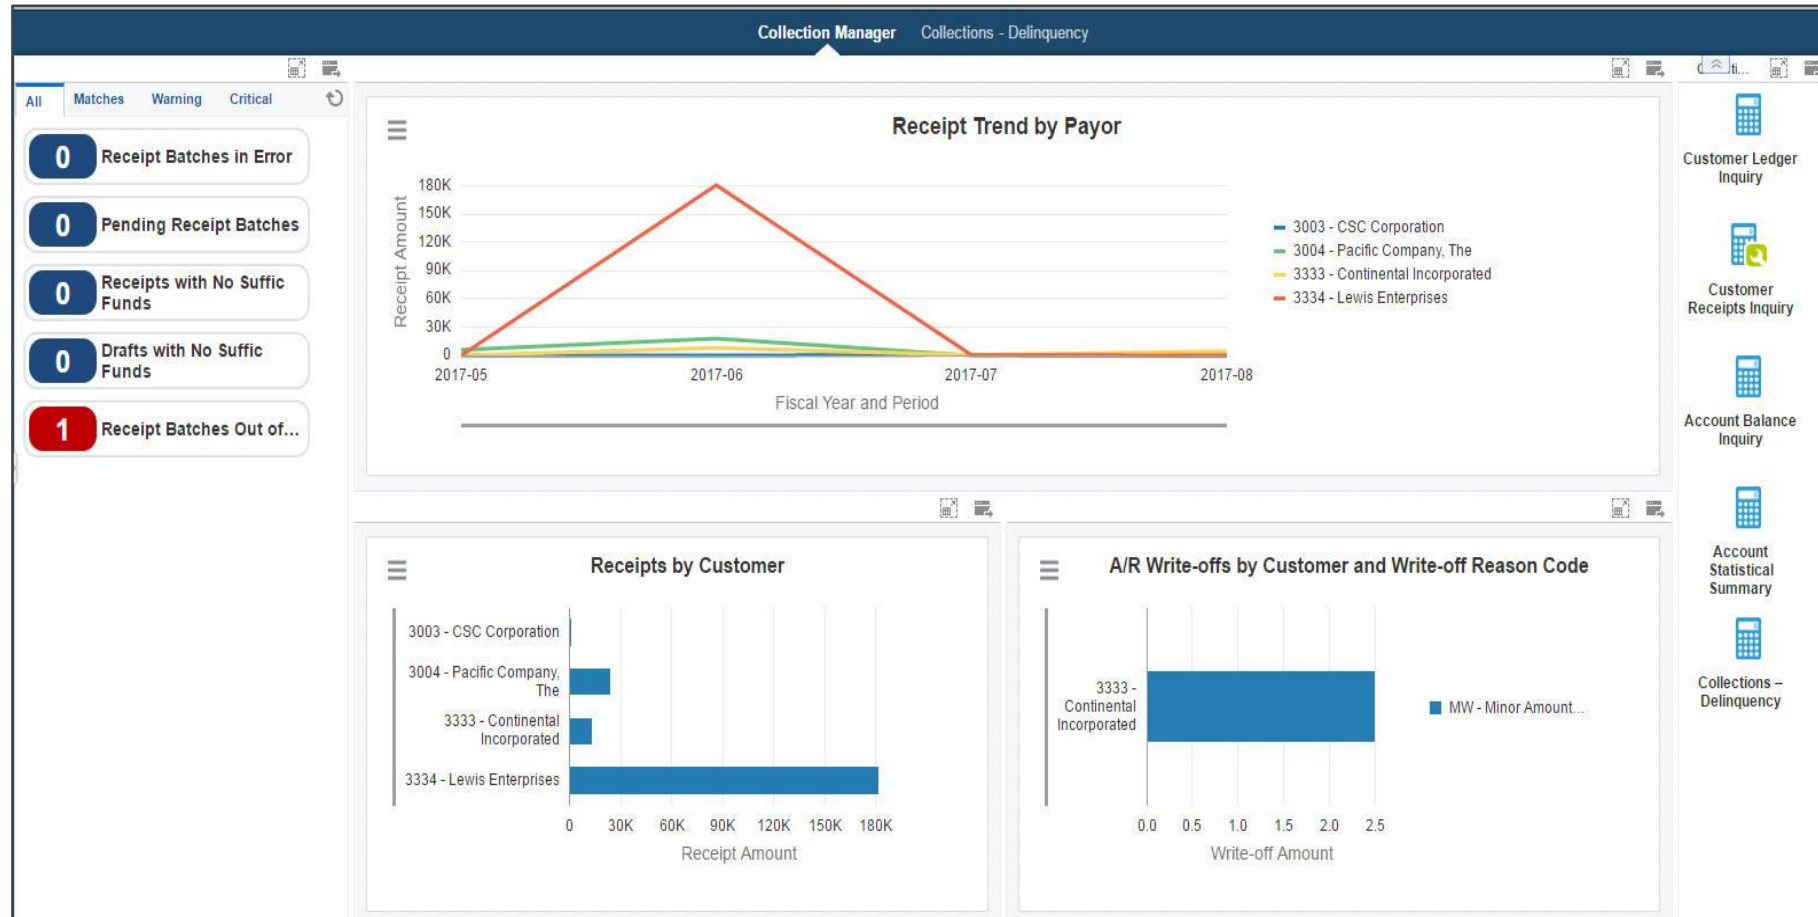 Collection Manager Collections - Delinquency
All Matches Warning Critical
0 Receipt Batches in Error
0 Pending Receipt Batches
0 Receipts with No Suffic
Funds
0 Drafts with No Suffic
Funds
1 Receipt Batches Out of...
Receipt Trend by Payor
Receipt Amount
180K
150K
120K
90K
60K
30K
0
2017-05 2017-06 2017-07 2017-08
Fiscal Year and Period
3003 - CSC Corporation
3004 - Pacific Company, The
3333 - Continental Incorporated
3334 - Lewis Enterprises
Receipts by Customer
3003 - CSC Corporation
3004 - Pacific Company,
The
3333 - Continental
Incorporated
3334 - Lewis Enterprises
0 30K 60K 90K 120K 150K 180K
Receipt Amount
A/R Write-offs by Customer and Write-off Reason Code
3333 -
Continental
Incorporated
MW - Minor Amount...
0.0 0.5 1.0 1.5 2.0 2.5
Write-off Amount
Customer Ledger
Inquiry
Customer
Receipts Inquiry
Account Balance
Inquiry
Account
Statistical
Summary
Collections –
Delinquency